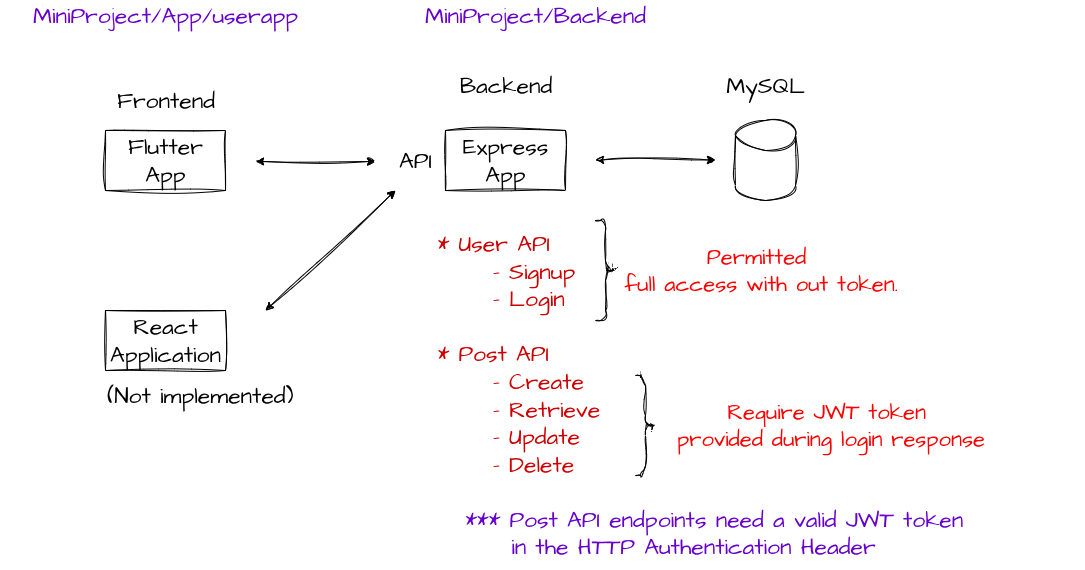 MiniProject/App/userapp
MiniProject/Backend
Frontend
Backend
MySQL
Flutter
App
API
Express
App
* User API
- Signup
- Login
Permitted
full access with out token.
React
Application
(Not implemented)
* Post API
- Create
- Retrieve
- Update
- Delete
Require JWT token
provided during login response
*** Post API endpoints need a valid JWT token
in the HTTP Authentication Header